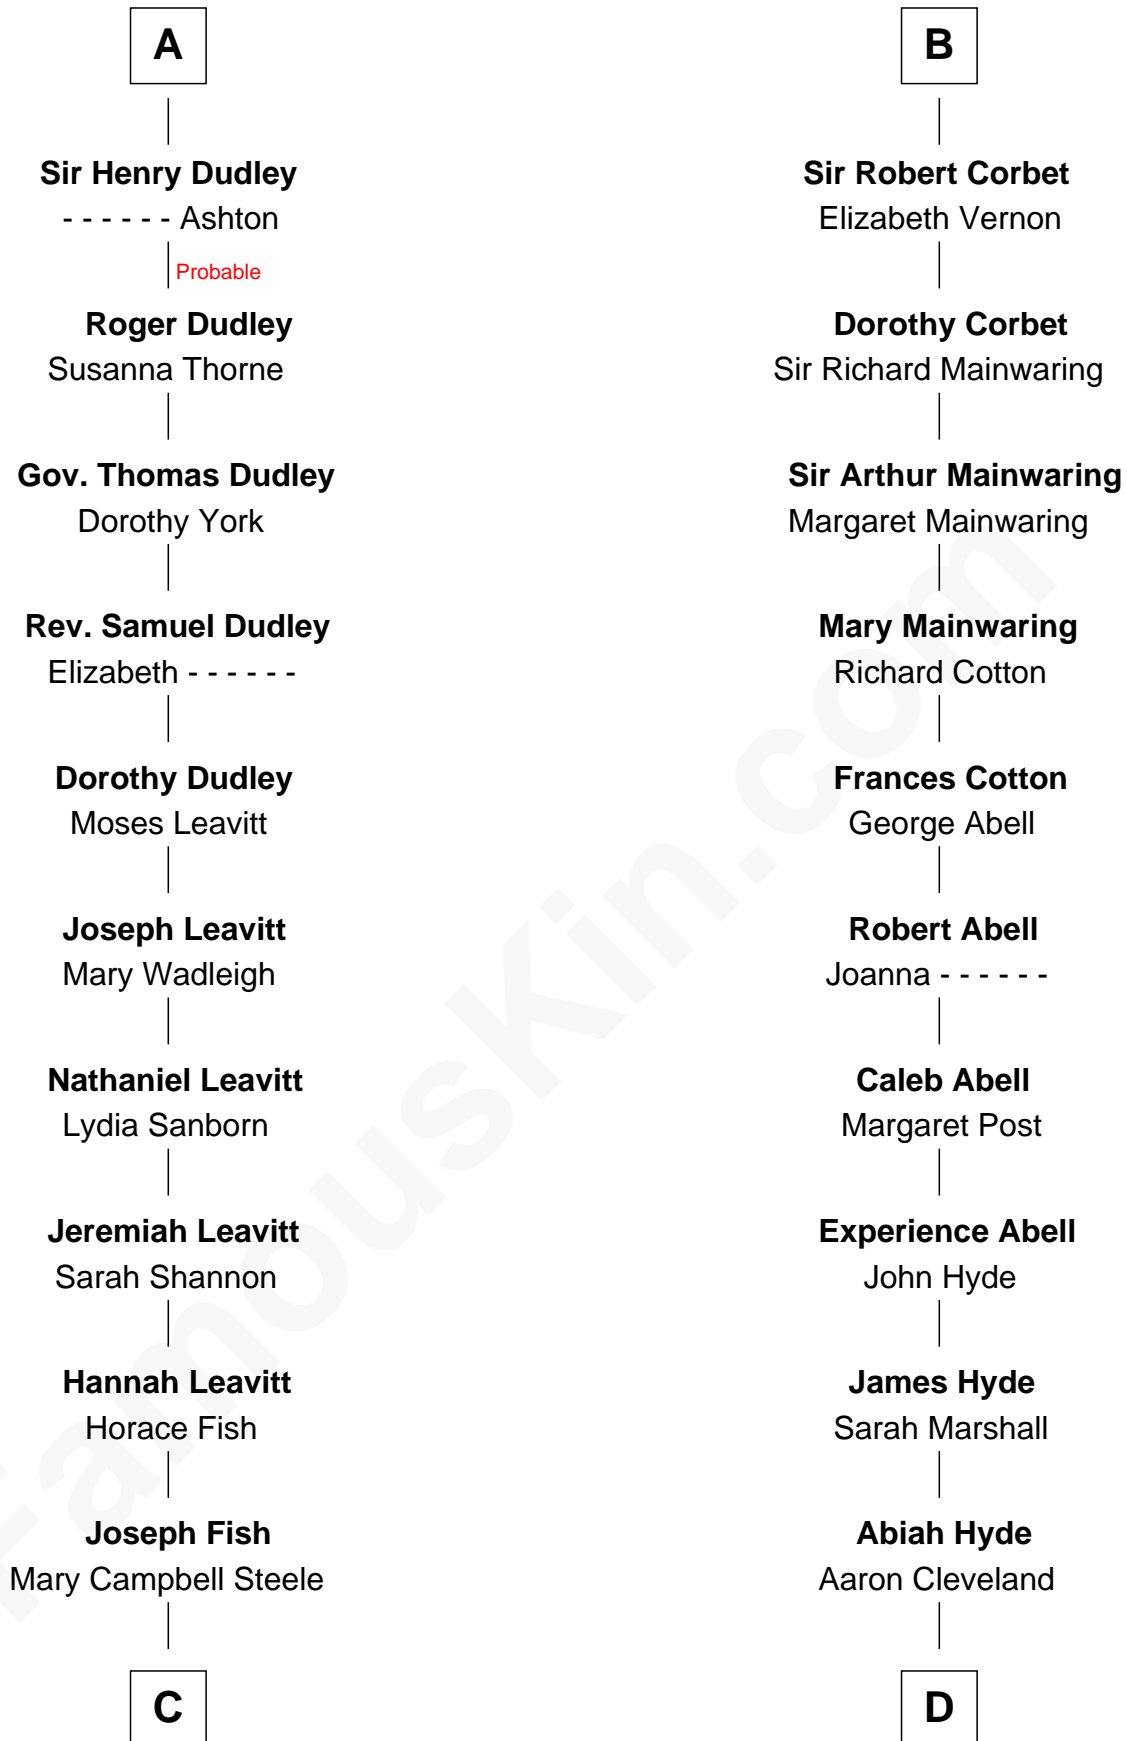 A
Sir Henry Dudley
- - - - - - Ashton
Probable
Roger Dudley
Susanna Thorne
Gov. Thomas Dudley
Dorothy York
Rev. Samuel Dudley
Elizabeth - - - - - -
Dorothy Dudley
Moses Leavitt
Joseph Leavitt
Mary Wadleigh
Nathaniel Leavitt
Lydia Sanborn
Jeremiah Leavitt
Sarah Shannon
Hannah Leavitt
Horace Fish
Joseph Fish
Mary Campbell Steele
C
B
Sir Robert Corbet
Elizabeth Vernon
Dorothy Corbet
Sir Richard Mainwaring
Sir Arthur Mainwaring
Margaret Mainwaring
Mary Mainwaring
Richard Cotton
Frances Cotton
George Abell
Robert Abell
Joanna - - - - - -
Caleb Abell
Margaret Post
Experience Abell
John Hyde
James Hyde
Sarah Marshall
Abiah Hyde
Aaron Cleveland
D
FamousKin.com